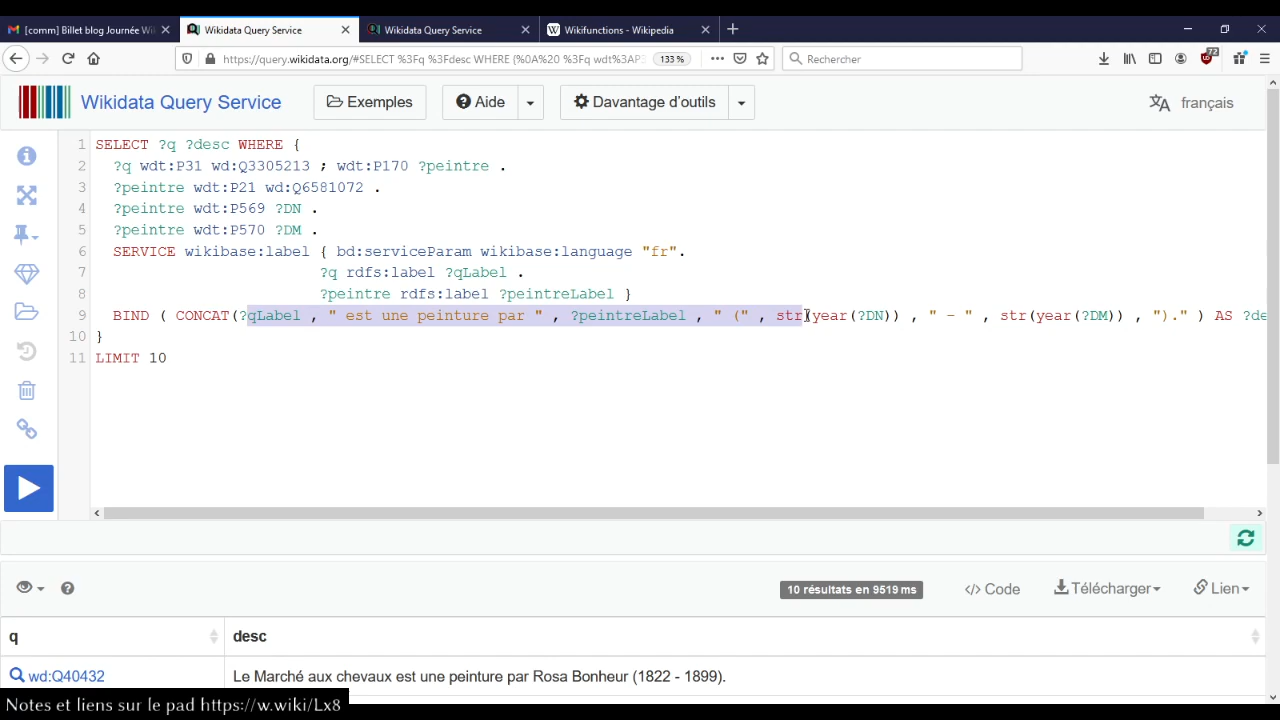 [comm] Billet blog Journée Wi
Wikidata Query Service
Wikidata Query Service
Wikifunctions - Wikipedia
https://query.wikidata.org/#SELECT %3Fq %3Fdesc WHERE {%0A%20 %3Fq wdt%3AP3
133 %
Rechercher
72
Wikidata Query Service
Exemples
Aide
Davantage d'outils
français
1 SELECT ?q ?desc WHERE {
2 ?q wdt:P31 wd:Q3305213 ; wdt:P170 ?peintre .
3 ?peintre wdt:P21 wd:Q6581072 .
4 ?peintre wdt:P569 ?DN .
5 ?peintre wdt:P570 ?DM .
6 SERVICE wikibase:label { bd:serviceParam wikibase:language "fr".
7 ?q rdfs:label ?qLabel .
8 ?peintre rdfs:label ?peintreLabel }
9 BIND ( CONCAT(?qLabel , " est une peinture par " , ?peintreLabel , " (" , str(year(?DN)) , " - " , str(year(?DM)) , ")." ) AS ?de
10 }
11 LIMIT 10
10 résultats en 9519 ms
</> Code
Télécharger
Lien
q
desc
wd:Q40432
Le Marché aux chevaux est une peinture par Rosa Bonheur (1822 - 1899).
Notes et liens sur le pad https://w.wiki/Lx8